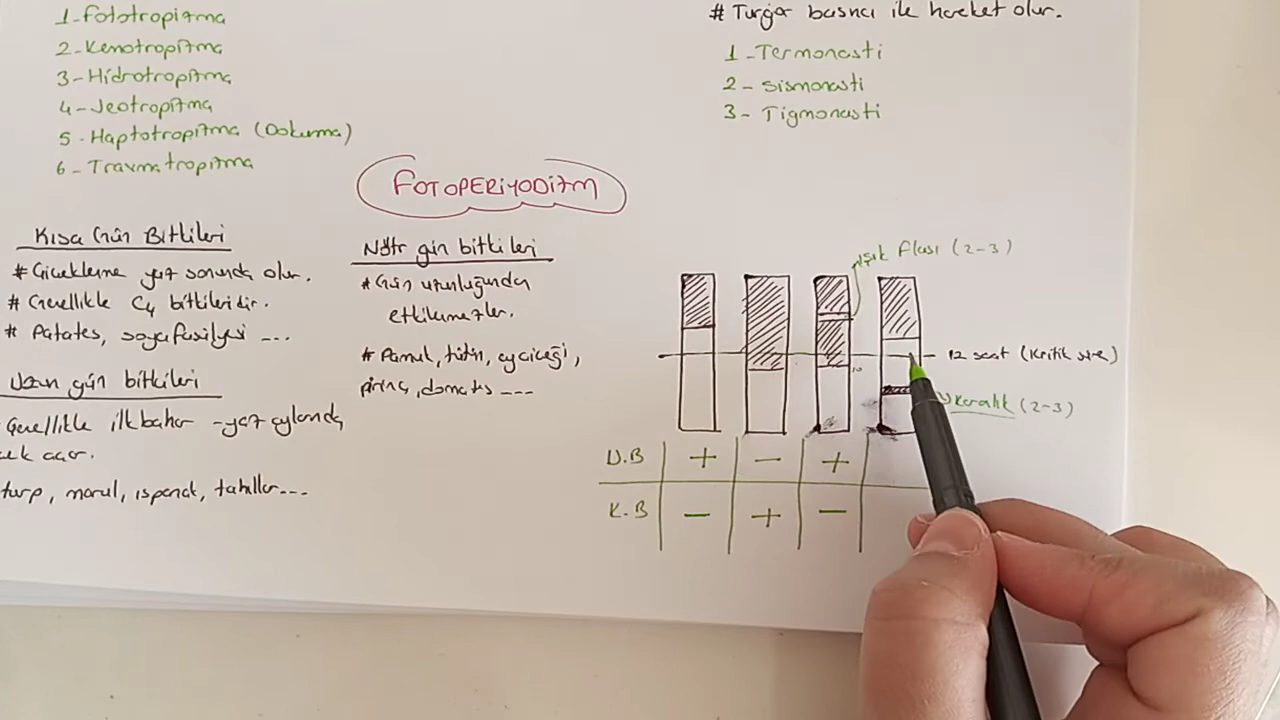 1-Fototropizma
2-Kemotropizma
3-Hidrotropizma
4-Jeotropizma
5-Haptotropizma (Dokuma)
6-Travmatropizma
# Turgor basıncı ile hareket olur.
1-Termonasti
2-Sismonasti
3-Tigmonasti
FOTOPERİYODİZM
Kısa Gün Bitkileri
# Çiçeklenme yaz sonunda olur.
# Genellikle C4 bitkileridir.
# Patates, soya fasulyesi ---
Uzun gün bitkileri
Genellikle ilkbahar -yaz aylarında
açar.
turp, marul, ıspanak, tahıllar---
Nötr gün bitkileri
# Gün uzunluğundan
etkilenmezler.
# Pamuk, tütün, ayçiçeği,
pirinç, domates ---
Işık flaşı (2-3)
12 saat (Kritik süre)
10
karanlık (2-3)
U.B + - +
K.B - + -